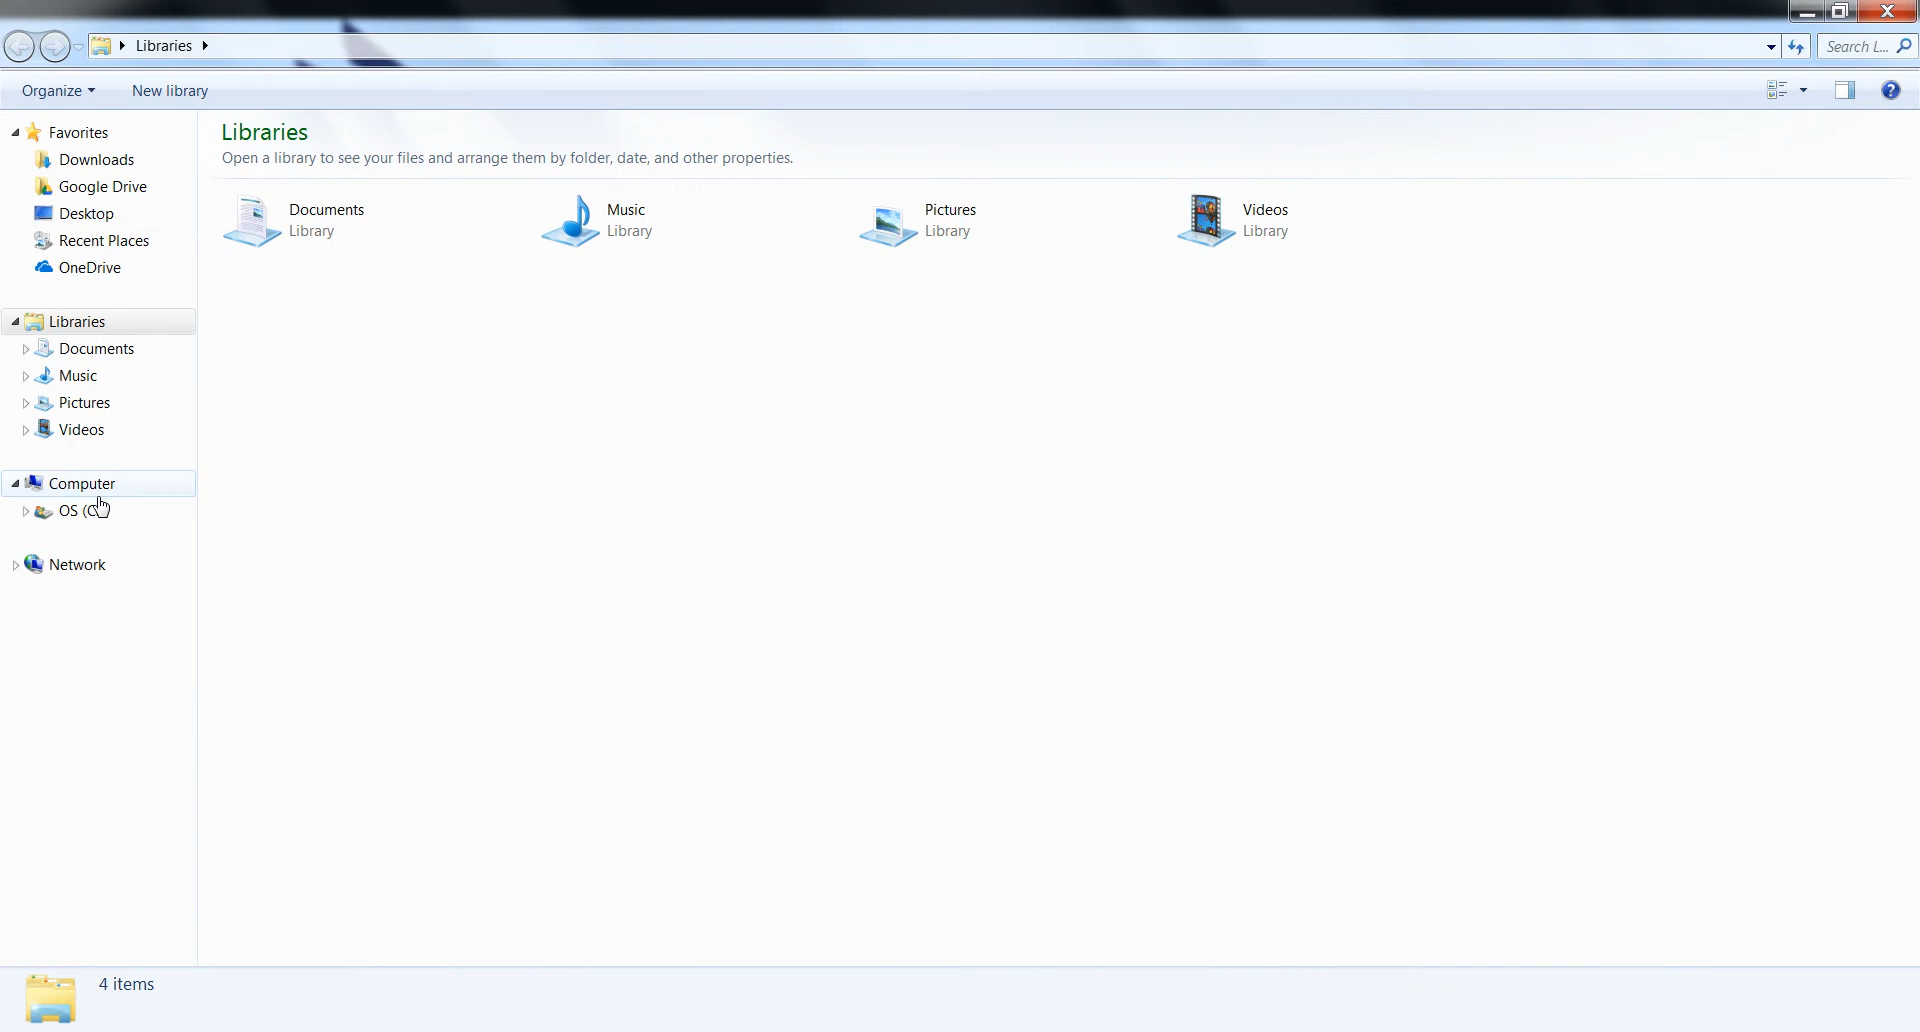 Libraries
Search L...
Organize
New library
Favorites
Downloads
Google Drive
Desktop
Recent Places
OneDrive
Libraries
Documents
Music
Pictures
Videos
Computer
OS (C
Network
Libraries
Open a library to see your files and arrange them by folder, date, and other properties.
Documents
Library
Music
Library
Pictures
Library
Videos
Library
4 items